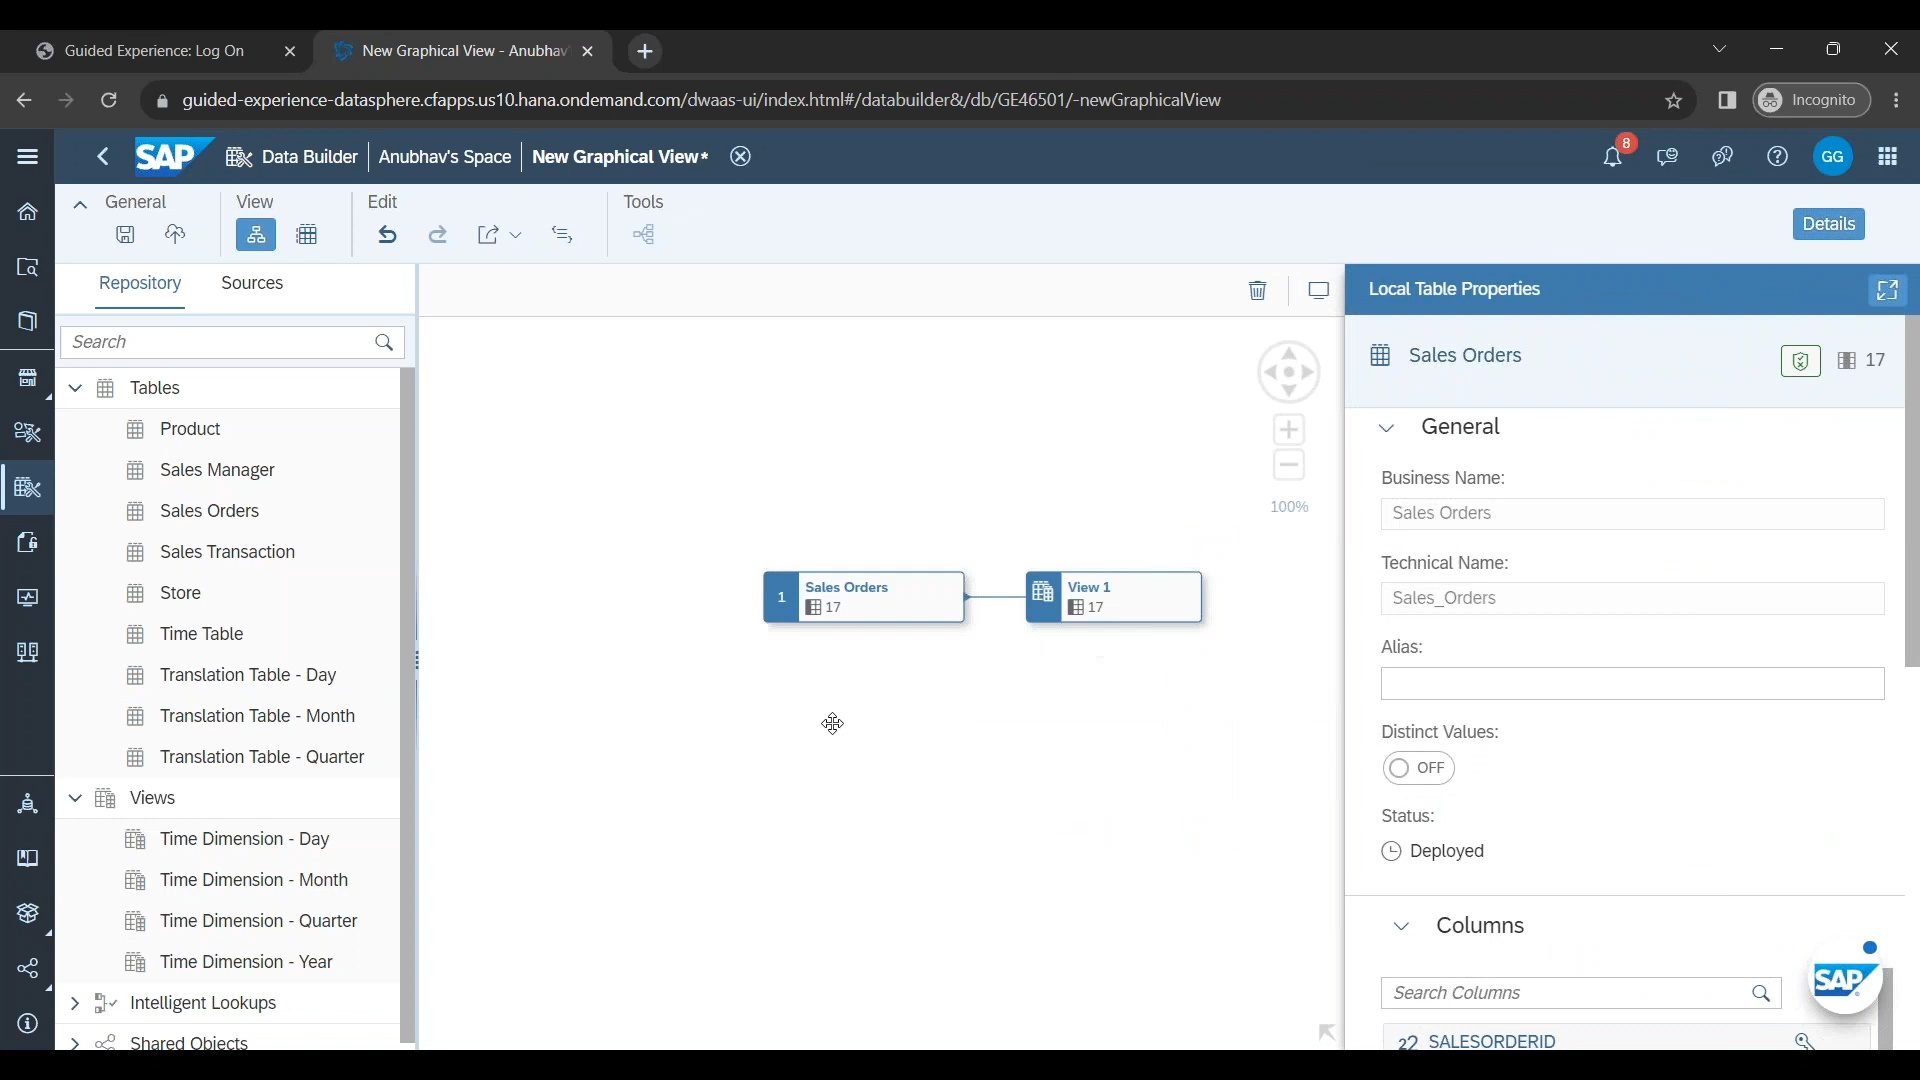 Guided Experience: Log On
New Graphical View - Anubhav
guided-experience-datasphere.cfapps.us10.hana.ondemand.com/dwaas-ui/index.html#/databuilder&/db/GE46501/-newGraphicalView
Incognito
SAP
Data Builder
Anubhav's Space
New Graphical View*
8
GG
General
View
Edit
Tools
Details
Repository
Sources
Search
Tables
Product
Sales Manager
Sales Orders
Sales Transaction
Store
Time Table
Translation Table - Day
Translation Table - Month
Translation Table - Quarter
Views
Time Dimension - Day
Time Dimension - Month
Time Dimension - Quarter
Time Dimension - Year
Intelligent Lookups
Shared Objects
100%
1
Sales Orders
17
View 1
17
Local Table Properties
Sales Orders
17
General
Business Name:
Sales Orders
Technical Name:
Sales_Orders
Alias:
Distinct Values:
OFF
Status:
Deployed
Columns
Search Columns
SAP
22 SALESORDERID